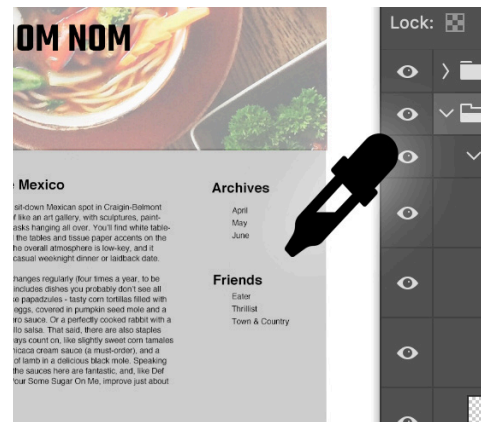 OM NOM
Lock:
Mexico
Archives
sit-down Mexican spot in Craigin-Belmont
like an art gallery, with sculptures, paint-
asks hanging all over. You'll find white table-
the tables and tissue paper accents on the
he overall atmosphere is low-key, and it
casual weeknight dinner or laidback date.
April
May
June
hanges regularly (four times a year, to be
includes dishes you probably don't see all
e papadzules - tasty corn tortillas filled with
eggs, covered in pumpkin seed mole and a
ro sauce. Or a perfectly cooked rabbit with a
llo salsa. That said, there are also staples
ays count on, like slightly sweet corn tamales
hicaca cream sauce (a must-order), and a
of lamb in a delicious black mole. Speaking
the sauces here are fantastic, and, like Def
our Some Sugar On Me, improve just about
Friends
Eater
Thrillist
Town & Country